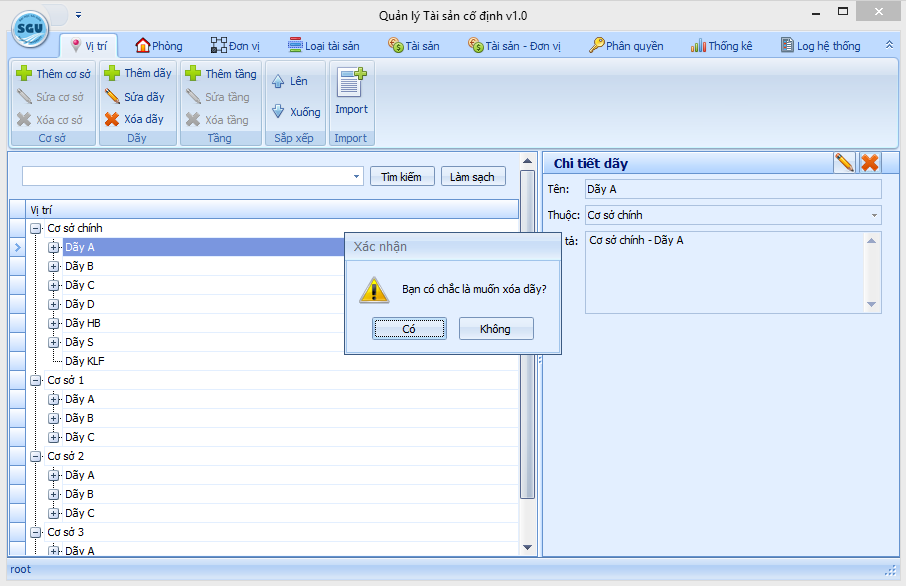 Quản lý Tài sản cố định v1.0
SGU
Vị trí Phòng Đơn vị Loại tài sản Tài sản Tài sản - Đơn vị Phân quyền Thống kê Log hệ thống
Thêm cơ sở Thêm dãy Thêm tầng Lên
Sửa cơ sở Sửa dãy Sửa tầng
Xóa cơ sở Xóa dãy Xóa tầng Xuống Import
Cơ sở Dãy Tầng Sắp xếp Import
Tìm kiếm Làm sạch
Vị trí
Cơ sở chính
Dãy A
Dãy B
Dãy C
Dãy D
Dãy HB
Dãy S
Dãy KLF
Cơ sở 1
Dãy A
Dãy B
Dãy C
Cơ sở 2
Dãy A
Dãy B
Dãy C
Cơ sở 3
Dãy A
Chi tiết dãy
Tên: Dãy A
Thuộc: Cơ sở chính
tả: Cơ sở chính - Dãy A
Xác nhận
Bạn có chắc là muốn xóa dãy?
Có Không
root